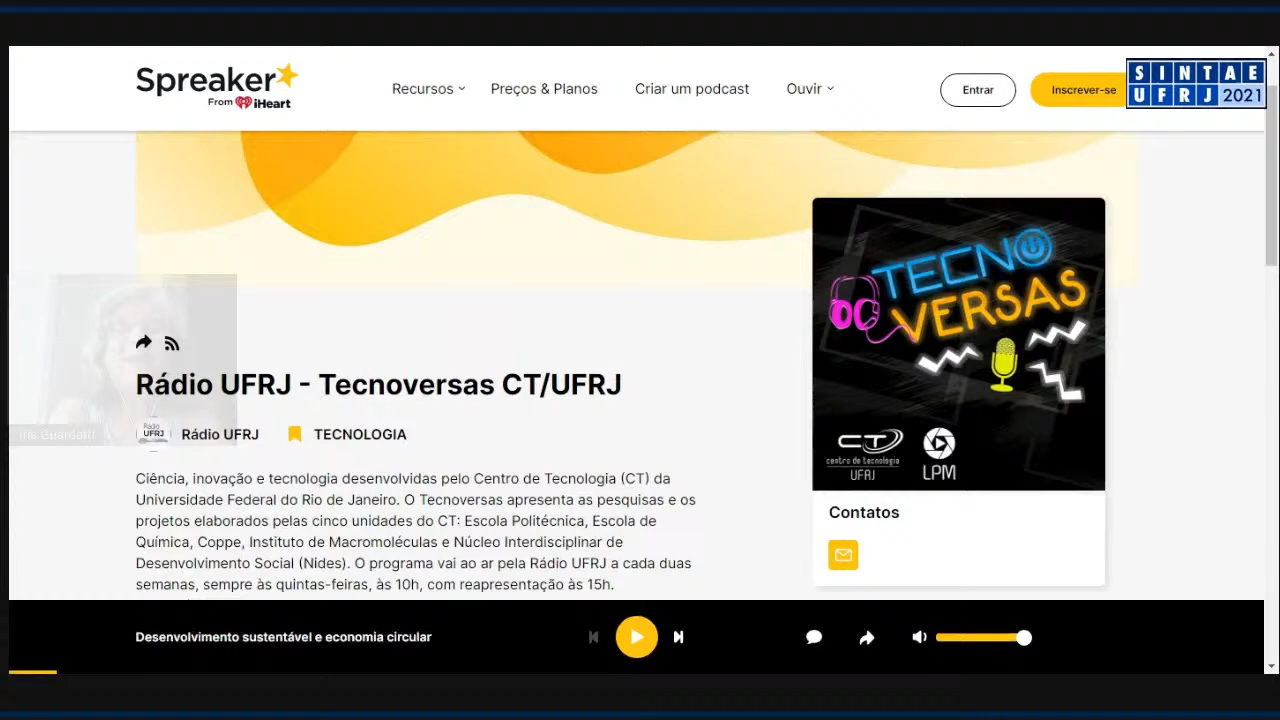 Spreaker
From iHeart
Recursos
Preços & Planos
Criar um podcast
Ouvir
Entrar
Inscrever-se
SINTAE
UFRJ 2021
TECNO
VERSAS
CT
centro de tecnologia
UFRJ
LPM
Rádio UFRJ - Tecnoversas CT/UFRJ
Rádio
UFRJ
Rádio UFRJ
TECNOLOGIA
Ciência, inovação e tecnologia desenvolvidas pelo Centro de Tecnologia (CT) da
Universidade Federal do Rio de Janeiro. O Tecnoversas apresenta as pesquisas e os
projetos elaborados pelas cinco unidades do CT: Escola Politécnica, Escola de
Química, Coppe, Instituto de Macromoléculas e Núcleo Interdisciplinar de
Desenvolvimento Social (Nides). O programa vai ao ar pela Rádio UFRJ a cada duas
semanas, sempre às quintas-feiras, às 10h, com reapresentação às 15h.
Contatos
Desenvolvimento sustentável e economia circular